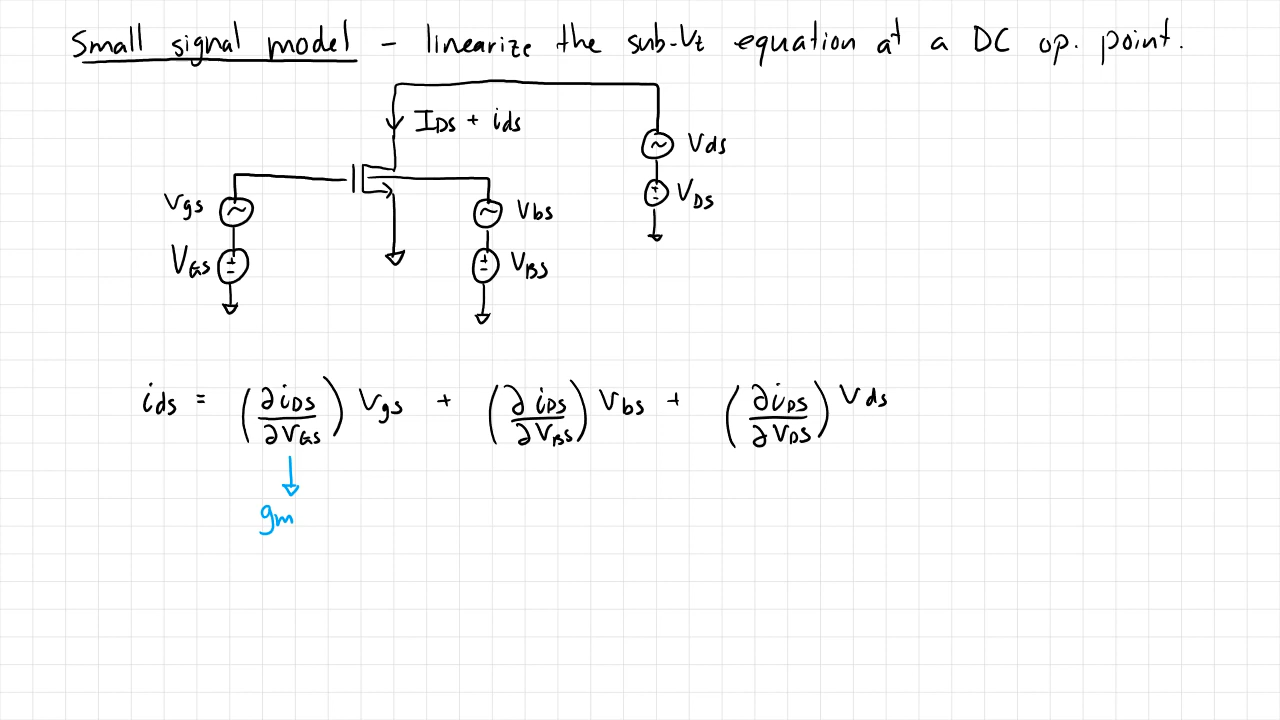 Small signal model - linearize the sub-Vt equation at a DC op. point.
IDS + ids
Vds
VDS
Vgs
Vbs
VGS
VBS
ids = (∂iDS/∂VGS) Vgs + (∂iDS/∂VBS) Vbs + (∂iDS/∂VDS) Vds
gm